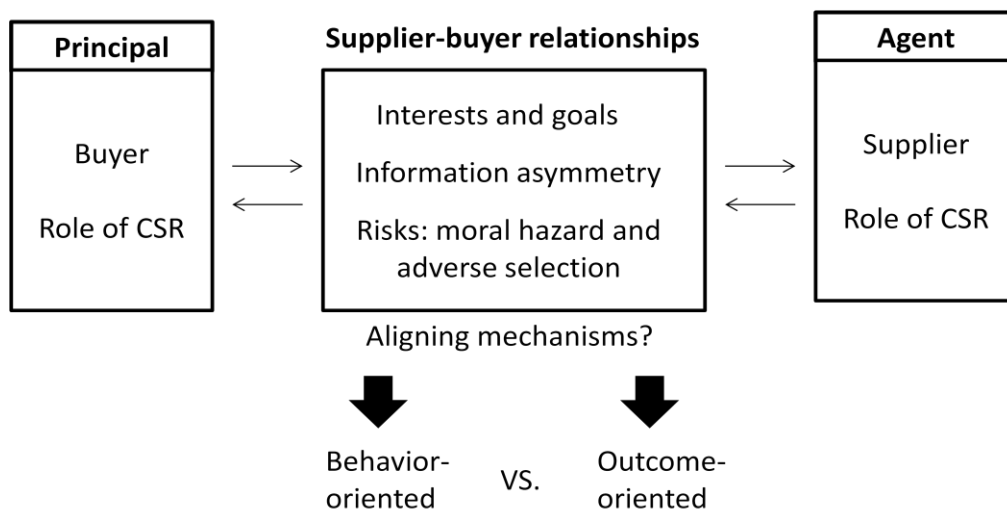 Principal
Buyer
Role of CSR
Supplier-buyer relationships
Interests and goals
Information asymmetry
Risks: moral hazard and
adverse selection
Agent
Supplier
Role of CSR
Aligning mechanisms?
Behavior-
oriented
VS.
Outcome-
oriented